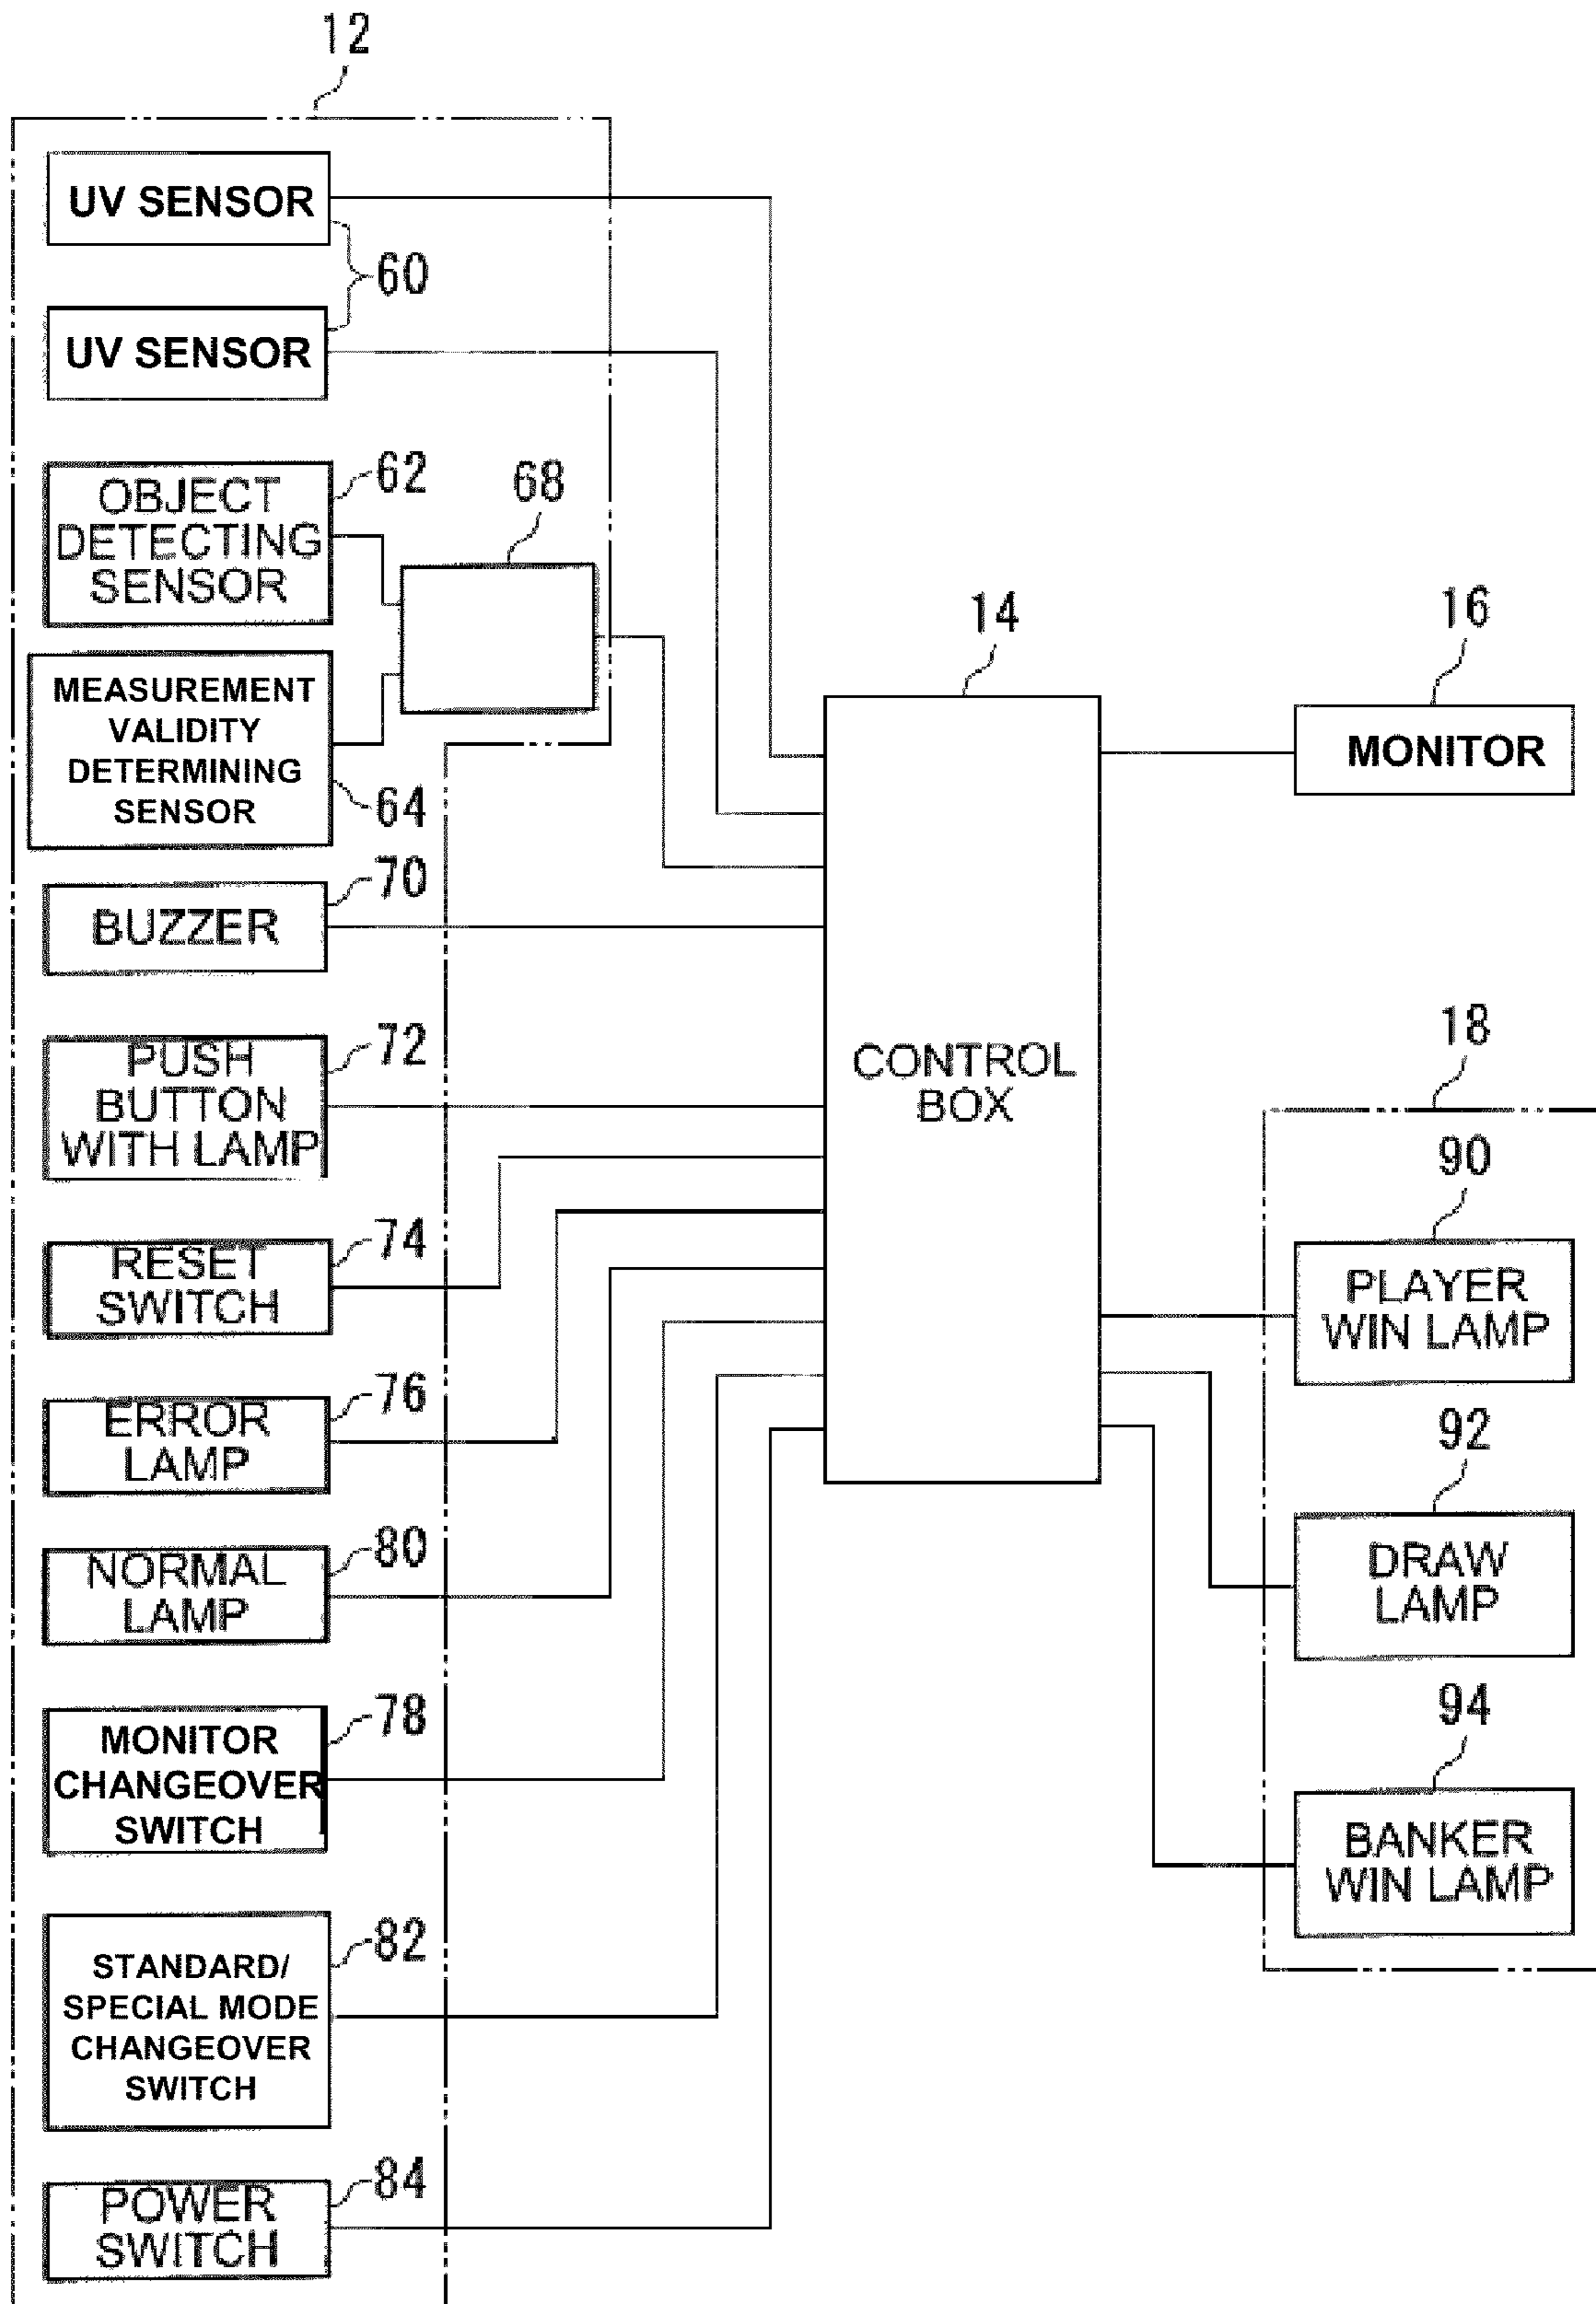 12
UV SENSOR
60
UV SENSOR
62
OBJECT
DETECTING
SENSOR
68
MEASUREMENT
VALIDITY
DETERMINING
SENSOR
64
70
BUZZER
72
PUSH
BUTTON
WITH LAMP
74
RESET
SWITCH
76
ERROR
LAMP
80
NORMAL
LAMP
78
MONITOR
CHANGEOVER
SWITCH
82
STANDARD/
SPECIAL MODE
CHANGEOVER
SWITCH
84
POWER
SWITCH
14
CONTROL
BOX
16
MONITOR
18
90
PLAYER
WIN LAMP
92
DRAW
LAMP
94
BANKER
WIN LAMP